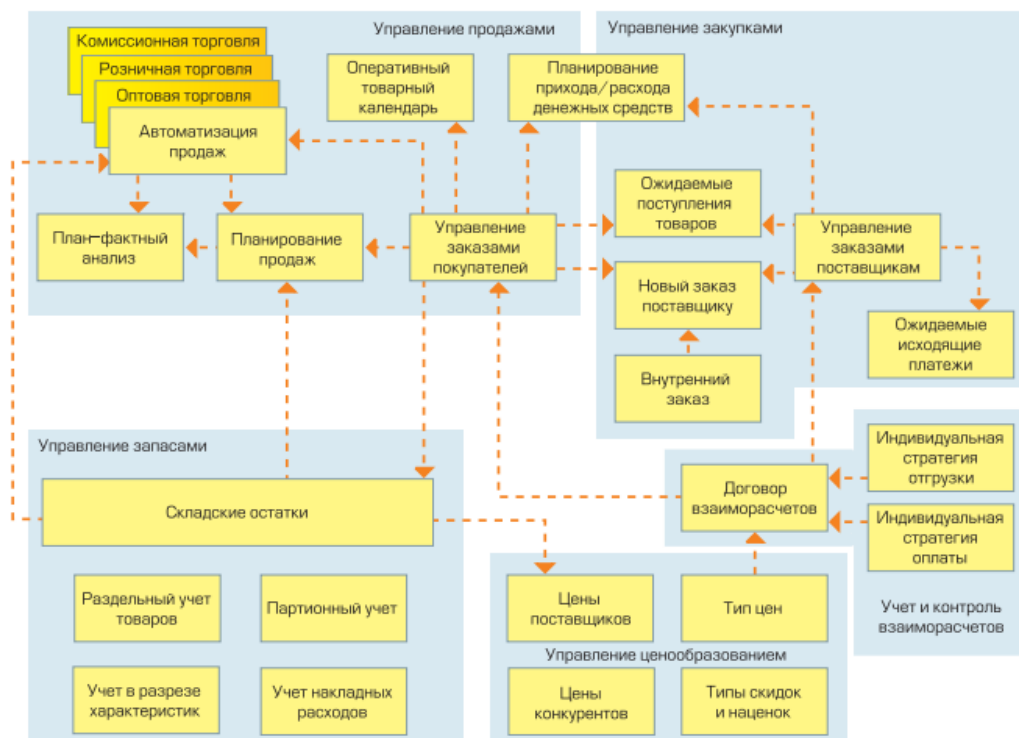 Управление продажами
Комиссионная торговля
Розничная торговля
Оптовая торговля
Автоматизация
продаж
Оперативный
товарный
календарь
План–фактный
анализ
Планирование
продаж
Управление
заказами
покупателей
Управление закупками
Планирование
прихода/расхода
денежных средств
Ожидаемые
поступления
товаров
Управление
заказами
поставщикам
Новый заказ
поставщику
Внутренний
заказ
Ожидаемые
исходящие
платежи
Управление запасами
Складские остатки
Раздельный учет
товаров
Партионный учет
Учет в разрезе
характеристик
Учет накладных
расходов
Договор
взаиморасчетов
Индивидуальная
стратегия
отгрузки
Индивидуальная
стратегия
оплаты
Учет и контроль
взаиморасчетов
Цены
поставщиков
Тип цен
Управление ценообразованием
Цены
конкурентов
Типы скидок
и наценок